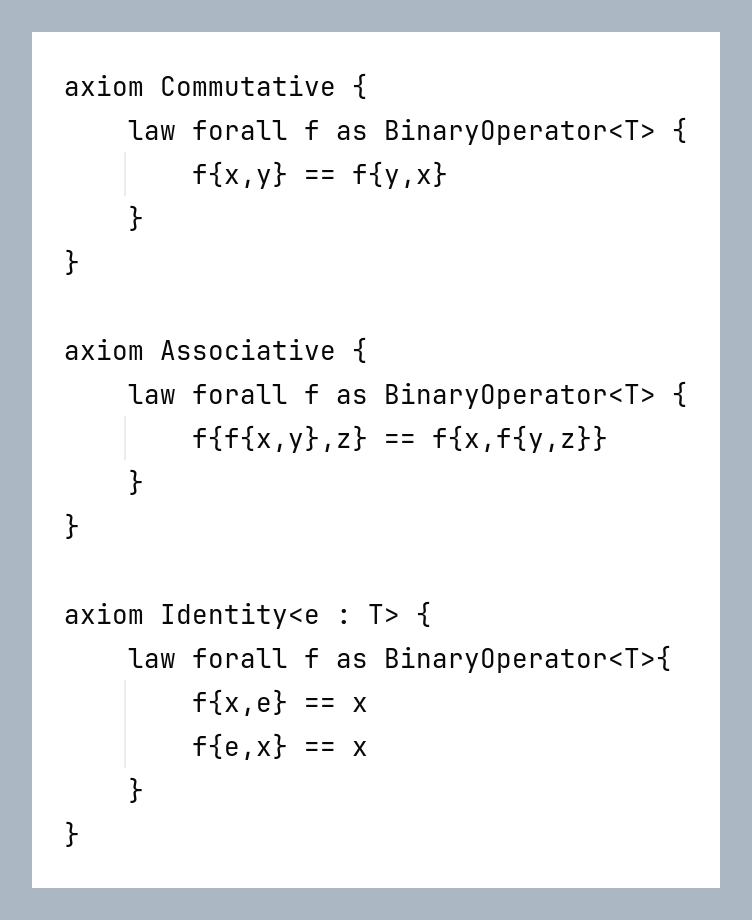 axiom Commutative {
    law forall f as BinaryOperator<T> {
        f{x,y} == f{y,x}
    }
}

axiom Associative {
    law forall f as BinaryOperator<T> {
        f{f{x,y},z} == f{x,f{y,z}}
    }
}

axiom Identity<e : T> {
    law forall f as BinaryOperator<T>{
        f{x,e} == x
        f{e,x} == x
    }
}